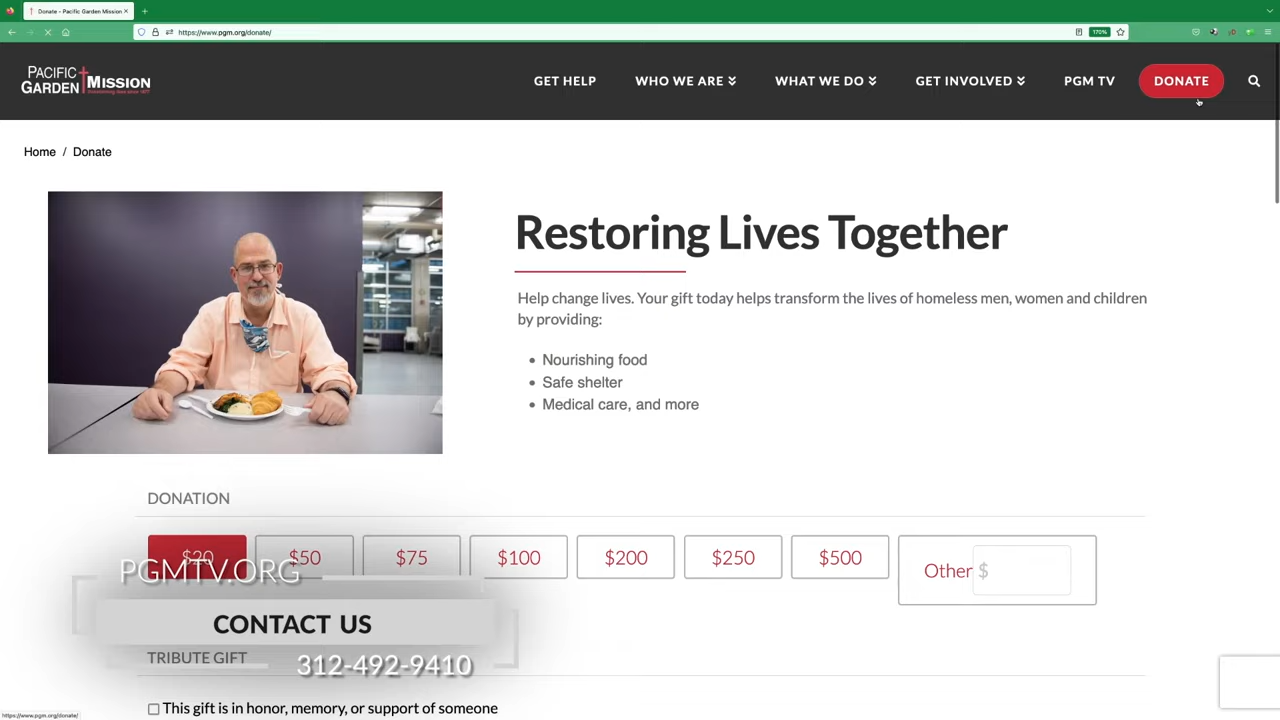 Donate - Pacific Garden Mission
https://www.pgm.org/donate/
170%
PACIFIC
GARDEN MISSION
GET HELP
WHO WE ARE
WHAT WE DO
GET INVOLVED
PGM TV
DONATE
Home / Donate
Restoring Lives Together
Help change lives. Your gift today helps transform the lives of homeless men, women and children
by providing:
• Nourishing food
• Safe shelter
• Medical care, and more
DONATION
$20
$50
$75
$100
$200
$250
$500
Other $
PGMTV.ORG
CONTACT US
TRIBUTE GIFT
312-492-9410
This gift is in honor, memory, or support of someone
https://www.pgm.org/donate/